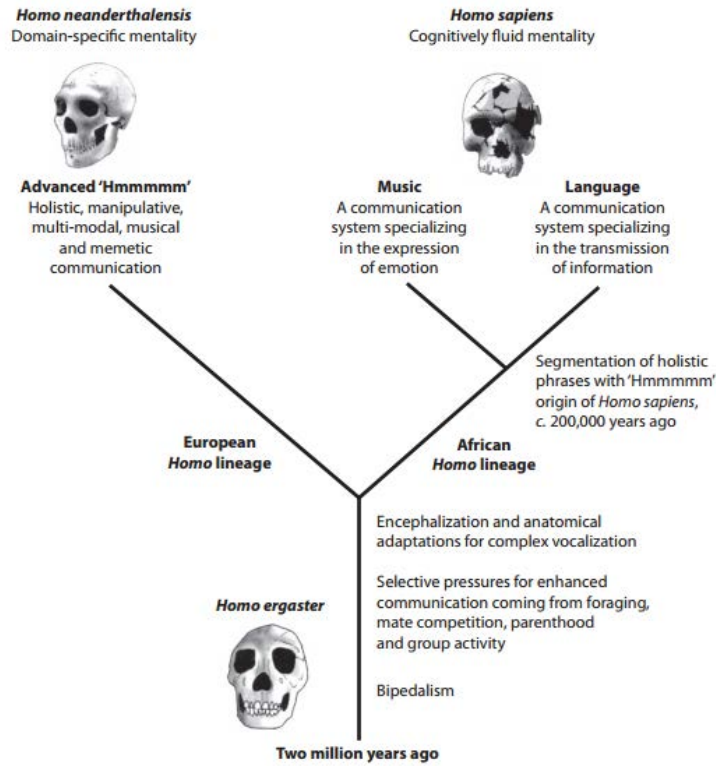 Homo neanderthalensis
Domain-specific mentality
Homo sapiens
Cognitively fluid mentality
Advanced 'Hmmmmm'
Holistic, manipulative,
multi-modal, musical
and memetic
communication
Music
A communication
system specializing
in the expression
of emotion
Language
A communication
system specializing
in the transmission
of information
Segmentation of holistic
phrases with 'Hmmmmm'
origin of Homo sapiens,
c. 200,000 years ago
European
Homo lineage
African
Homo lineage
Encephalization and anatomical
adaptations for complex vocalization
Selective pressures for enhanced
communication coming from foraging,
mate competition, parenthood
and group activity
Homo ergaster
Bipedalism
Two million years ago